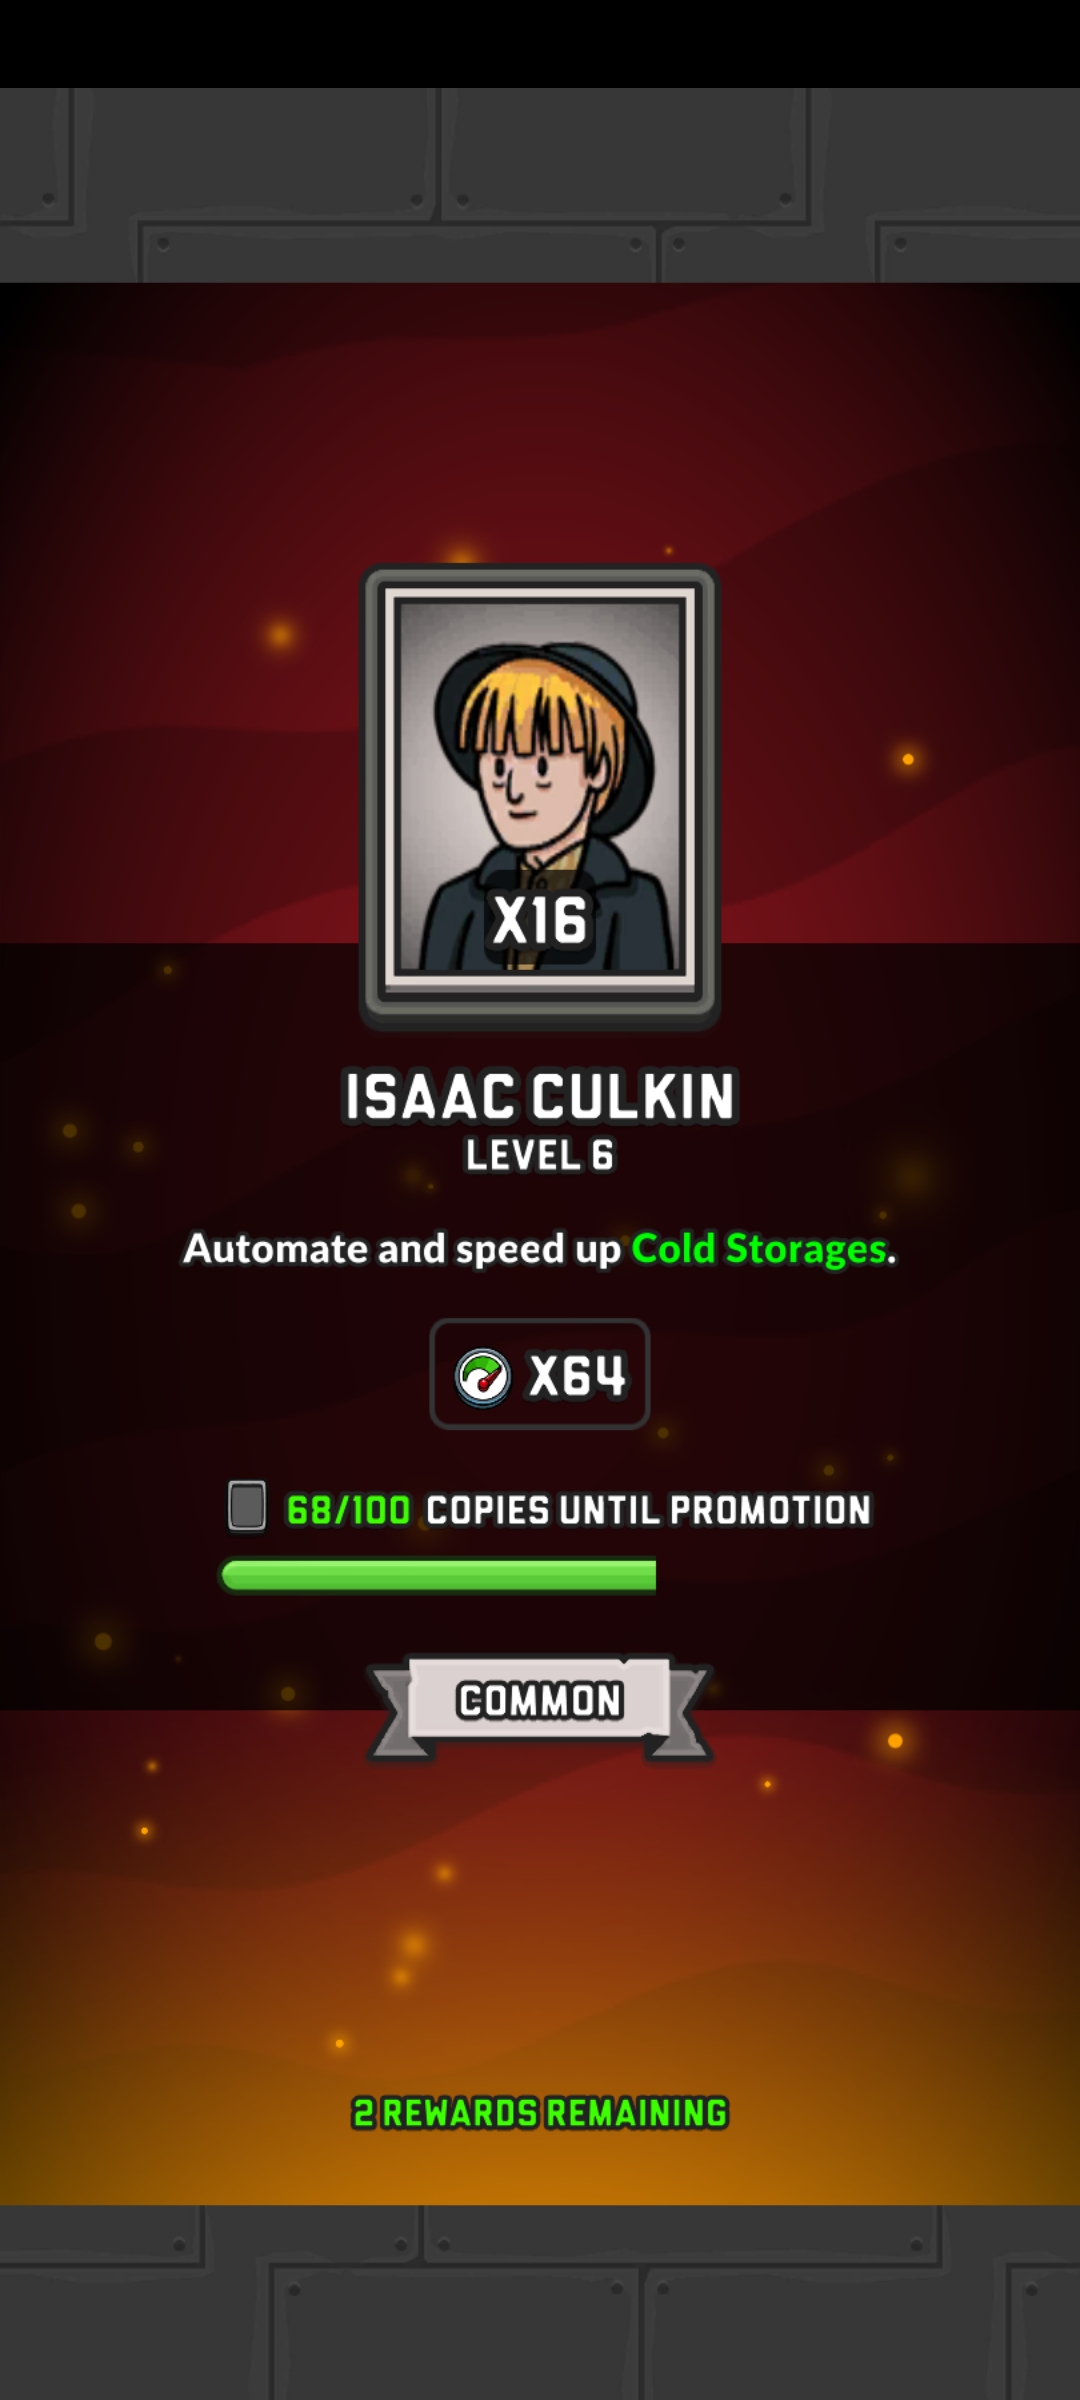 X16
ISAAC CULKIN
LEVEL 6
Automate and speed up Cold Storages.
X64
68/100 COPIES UNTIL PROMOTION
COMMON
2 REWARDS REMAINING